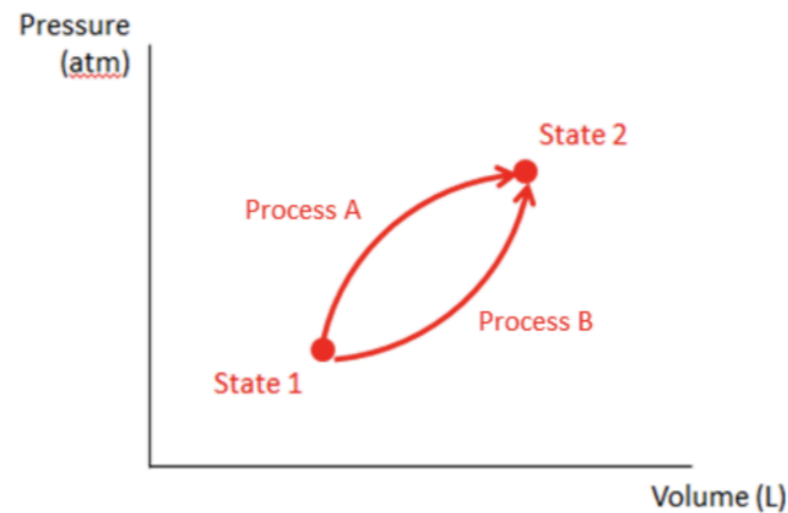 Pressure
(atm)
State 2
Process A
Process B
State 1
Volume (L)